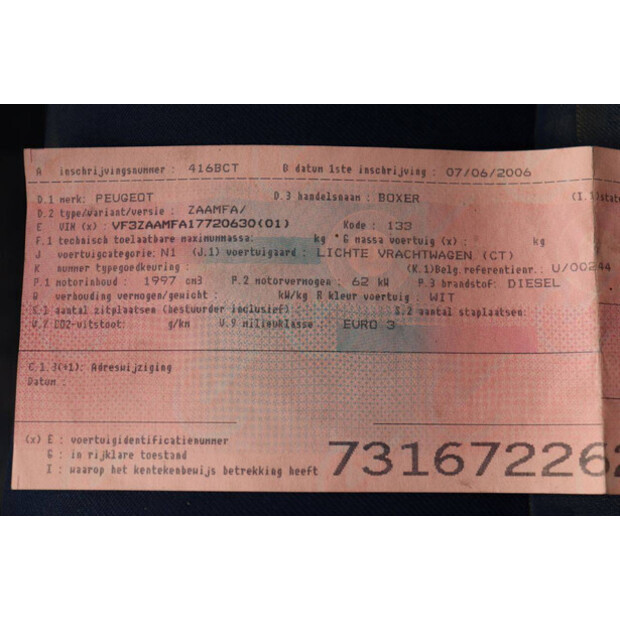 A inschrijvingsnummer : 416BCT B datum 1ste inschrijving : 07/06/2006
D.1 merk: PEUGEOT D.3 handelsnaam : BOXER (I.1)statu
D.2 type/variant/versie : ZAAMFA/
E VIN (x) : VF3ZAAMFA17720630(01) Kode : 133
F.1 technisch toelaatbare maximummassa: kg G massa voertuig (x) : kg
J voertuigcategorie: N1 (J.1) voertuigaard : LICHTE VRACHTWAGEN (CT)
K nummer typegoedkeuring : (K.1)Belg.referentienr.: U/00244
P.1 motorinhoud : 1997 cm3 P.2 motorvermogen : 62 kW P.3 brandstof: DIESEL
Q verhouding vermogen/gewicht : kW/kg R kleur voertuig : WIT
S.1 aantal zitplaatsen (bestuurder inclusief) : S.2 aantal staplaatsen:
V.7 CO2-uitstoot: g/km V.9 milieuklasse : EURO 3
C.1.3(+1): Adreswijziging
Datum :
(x) E : voertuigidentificatienummer
G : in rijklare toestand
I : waarop het kentekenbewijs betrekking heeft
731672262